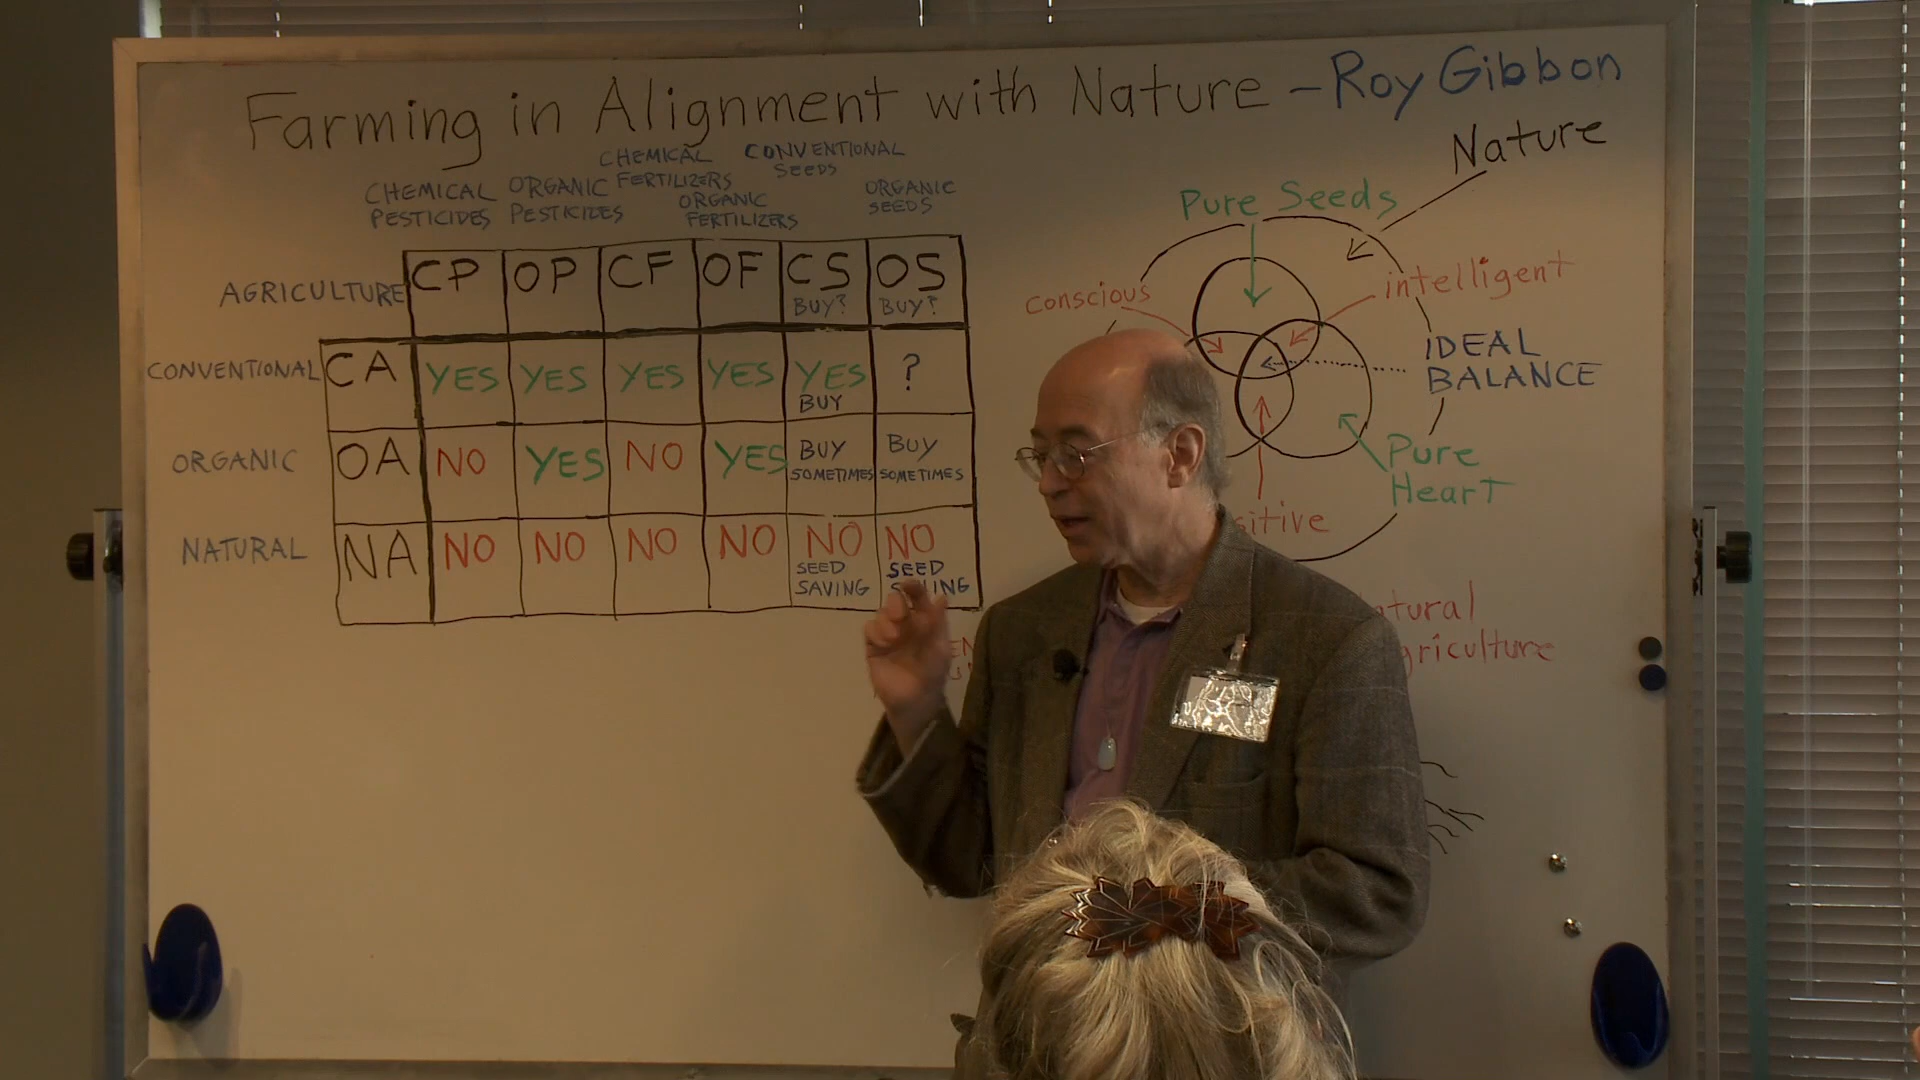 Farming in Alignment with Nature - Roy Gibbon
CHEMICAL PESTICIDES
ORGANIC PESTICIDES
CHEMICAL FERTILIZERS
ORGANIC FERTILIZERS
CONVENTIONAL SEEDS
ORGANIC SEEDS
AGRICULTURE CP OP CF OF CS OS
BUY? BUY?
CONVENTIONAL CA YES YES YES YES YES ?
BUY
ORGANIC OA NO YES NO YES BUY BUY
SOMETIMES SOMETIMES
NATURAL NA NO NO NO NO NO NO
SEED SEED
SAVING
Nature
Pure Seeds
conscious
intelligent
IDEAL
BALANCE
Pure
Heart